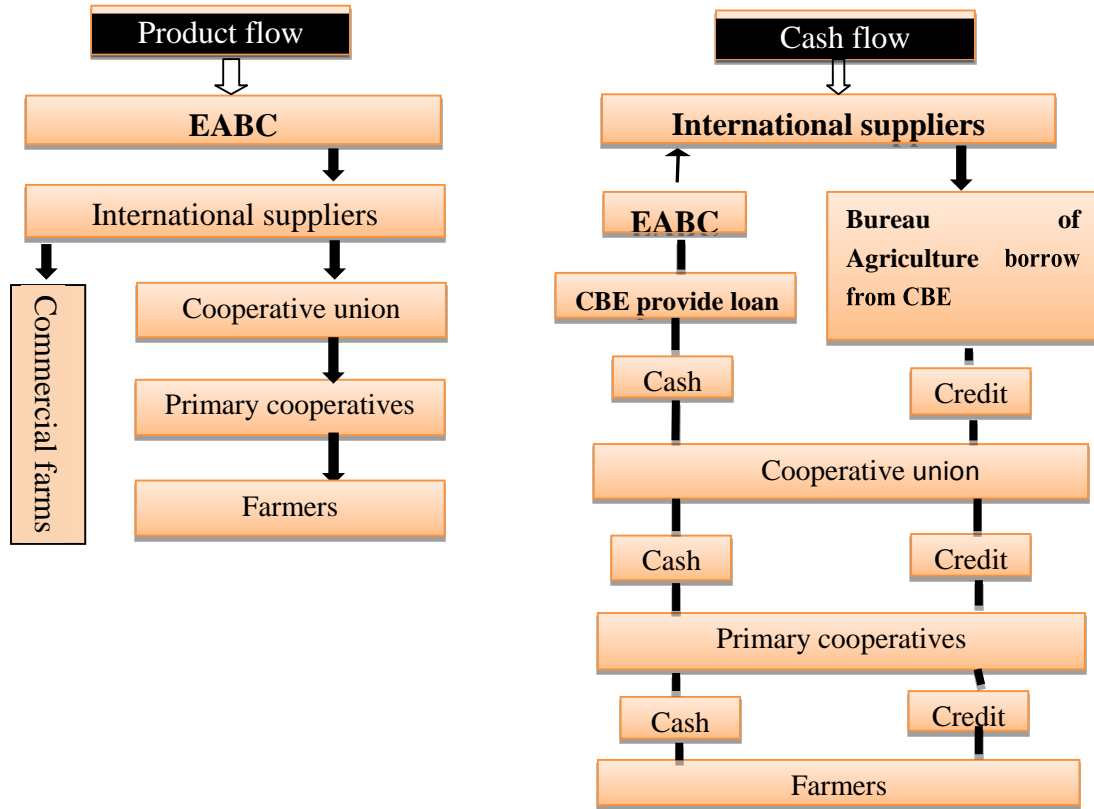 Product flow
EABC
International suppliers
Commercial farms
Cooperative union
Primary cooperatives
Farmers
Cash flow
International suppliers
EABC
CBE provide loan
Bureau of
Agriculture borrow
from CBE
Cash
Credit
Cooperative union
Cash
Credit
Primary cooperatives
Cash
Credit
Farmers